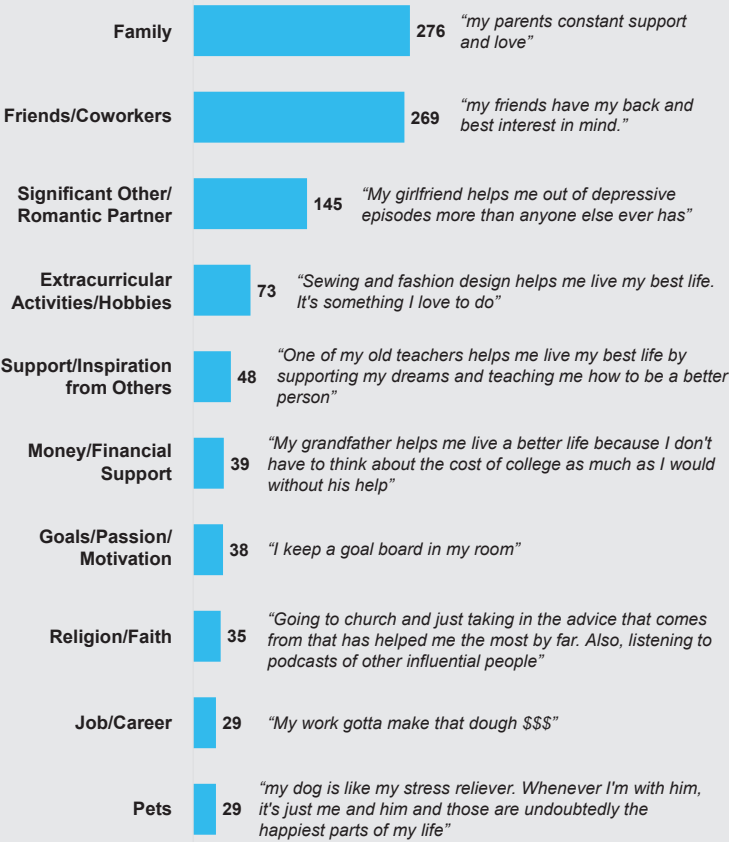 Family
276
“my parents constant support
and love”
Friends/Coworkers
269
“my friends have my back and
best interest in mind.”
Significant Other/
Romantic Partner
145
“My girlfriend helps me out of depressive
episodes more than anyone else ever has”
Extracurricular
Activities/Hobbies
73
“Sewing and fashion design helps me live my best life.
It's something I love to do”
Support/Inspiration
from Others
48
“One of my old teachers helps me live my best life by
supporting my dreams and teaching me how to be a better
person”
Money/Financial
Support
39
“My grandfather helps me live a better life because I don't
have to think about the cost of college as much as I would
without his help”
Goals/Passion/
Motivation
38
“I keep a goal board in my room”
Religion/Faith
35
“Going to church and just taking in the advice that comes
from that has helped me the most by far. Also, listening to
podcasts of other influential people”
Job/Career
29
“My work gotta make that dough $$$”
Pets
29
“my dog is like my stress reliever. Whenever I'm with him,
it's just me and him and those are undoubtedly the
happiest parts of my life”